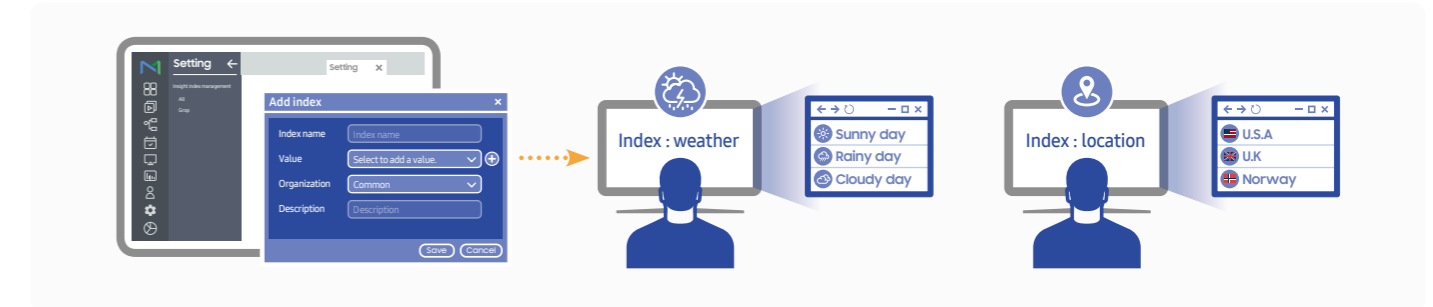 Setting
Setting
Insight index management
All
Grop
Add index
Index name
Index name
Value
Select to add a value.
Organization
Common
Description
Description
Save
Cancel
Index : weather
Sunny day
Rainy day
Cloudy day
Index : location
U.S.A
U.K
Norway